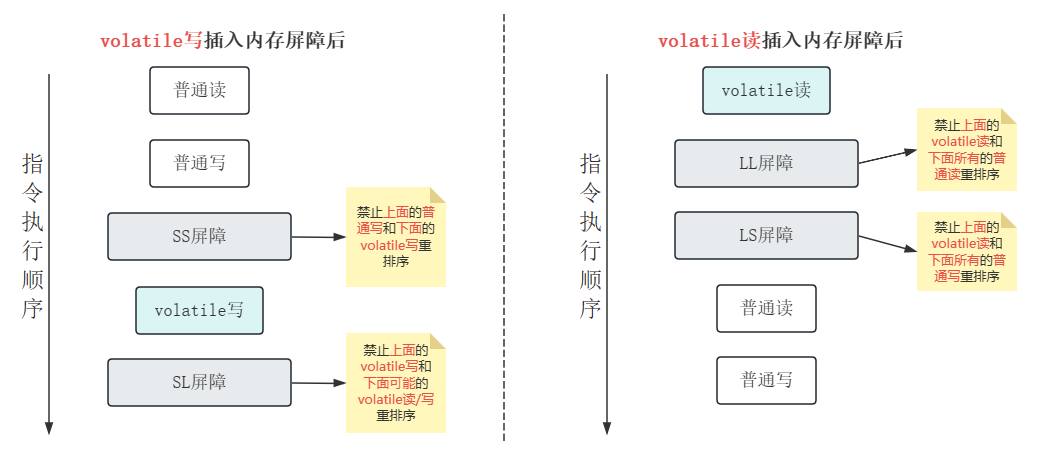 volatile写插入内存屏障后
指
令
执
行
顺
序
普通读
普通写
SS屏障
禁止上面的普
通写和下面的
volatile写重
排序
volatile写
SL屏障
禁止上面的
volatile写和
下面可能的
volatile读/写
重排序
volatile读插入内存屏障后
指
令
执
行
顺
序
volatile读
LL屏障
禁止上面的
volatile读和
下面所有的普
通读重排序
LS屏障
禁止上面的
volatile读和
下面所有的普
通写重排序
普通读
普通写